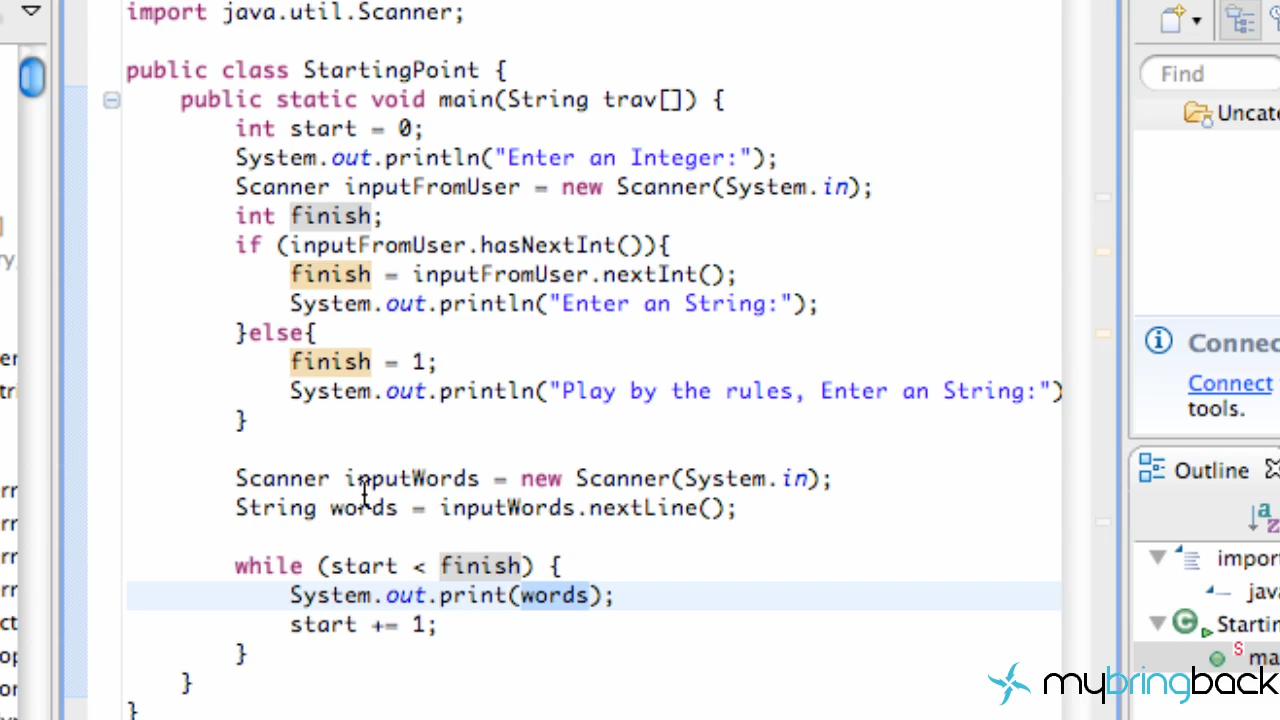 import java.util.Scanner;
public class StartingPoint {
public static void main(String trav[]) {
int start = 0;
System.out.println("Enter an Integer:");
Scanner inputFromUser = new Scanner(System.in);
int finish;
if (inputFromUser.hasNextInt()){
finish = inputFromUser.nextInt();
System.out.println("Enter an String:");
}else{
finish = 1;
System.out.println("Play by the rules, Enter an String:")
}
Scanner inputWords = new Scanner(System.in);
String words = inputWords.nextLine();
while (start < finish) {
System.out.print(words);
start += 1;
}
}
}
Find
Uncate
Connec
Connect
tools.
Outline
a
z
impor
java
Startin
S
ma
mybringback